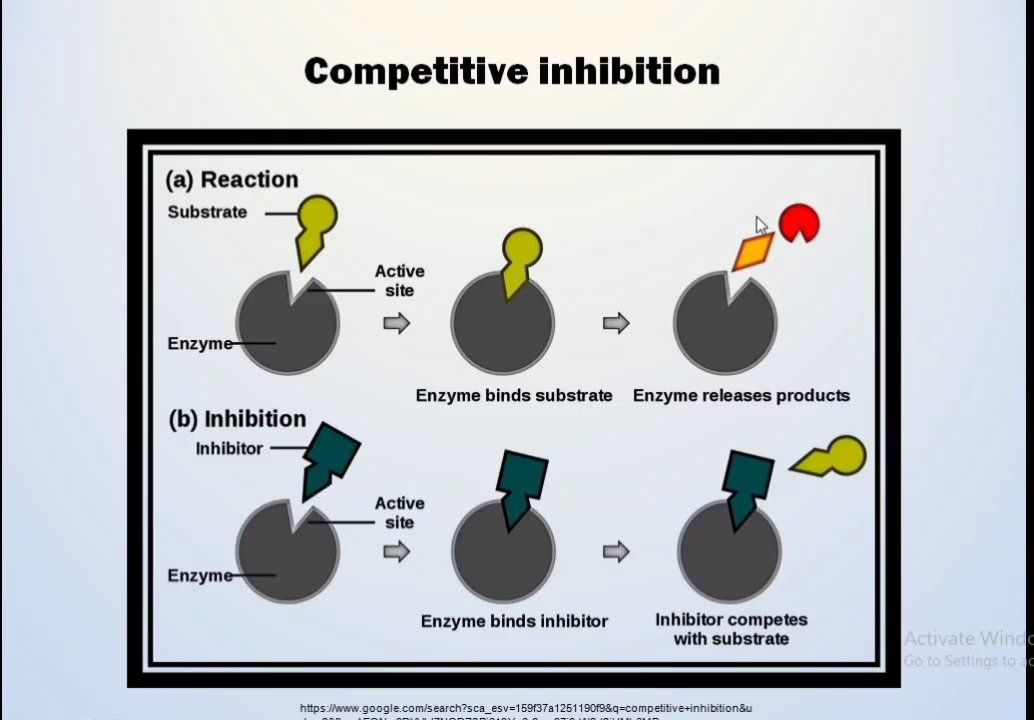 Competitive inhibition
(a) Reaction
Substrate
Active
site
Enzyme
Enzyme binds substrate
Enzyme releases products
(b) Inhibition
Inhibitor
Active
site
Enzyme
Enzyme binds inhibitor
Inhibitor competes
with substrate
Activate Windo
Go to Settings to ac
https://www.google.com/search?sca_esv=159f37a1251190f9&q=competitive+inhibition&u